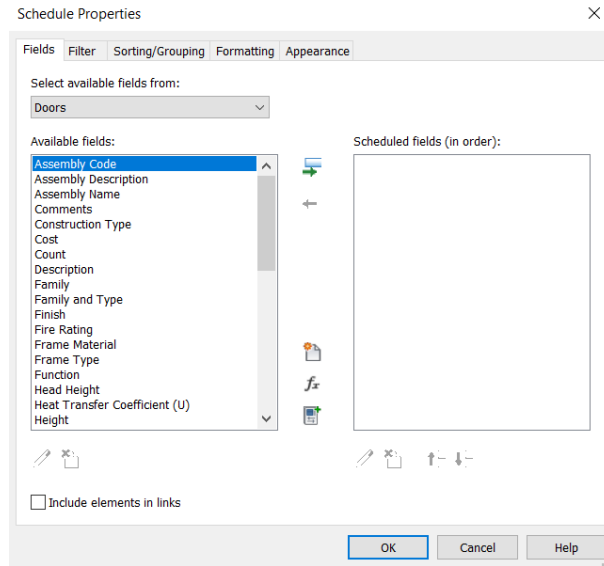 Schedule Properties
Fields Filter Sorting/Grouping Formatting Appearance
Select available fields from:
Doors
Available fields:
Scheduled fields (in order):
Assembly Code
Assembly Description
Assembly Name
Comments
Construction Type
Cost
Count
Description
Family
Family and Type
Finish
Fire Rating
Frame Material
Frame Type
Function
Head Height
Heat Transfer Coefficient (U)
Height
fx
Include elements in links
OK Cancel Help